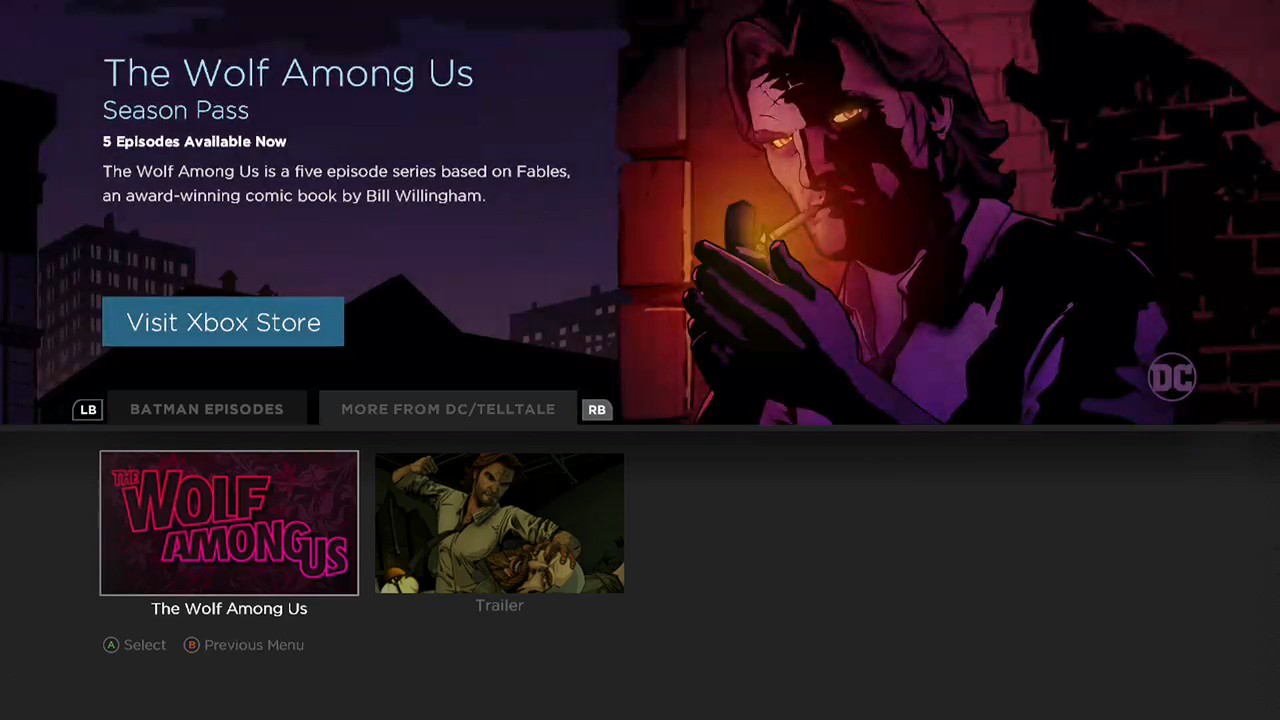 The Wolf Among Us
Season Pass
5 Episodes Available Now
The Wolf Among Us is a five episode series based on Fables,
an award-winning comic book by Bill Willingham.
Visit Xbox Store
DC
LB BATMAN EPISODES MORE FROM DC/TELLTALE RB
THE
WOLF
AMONG
US
The Wolf Among Us
Trailer
A Select B Previous Menu